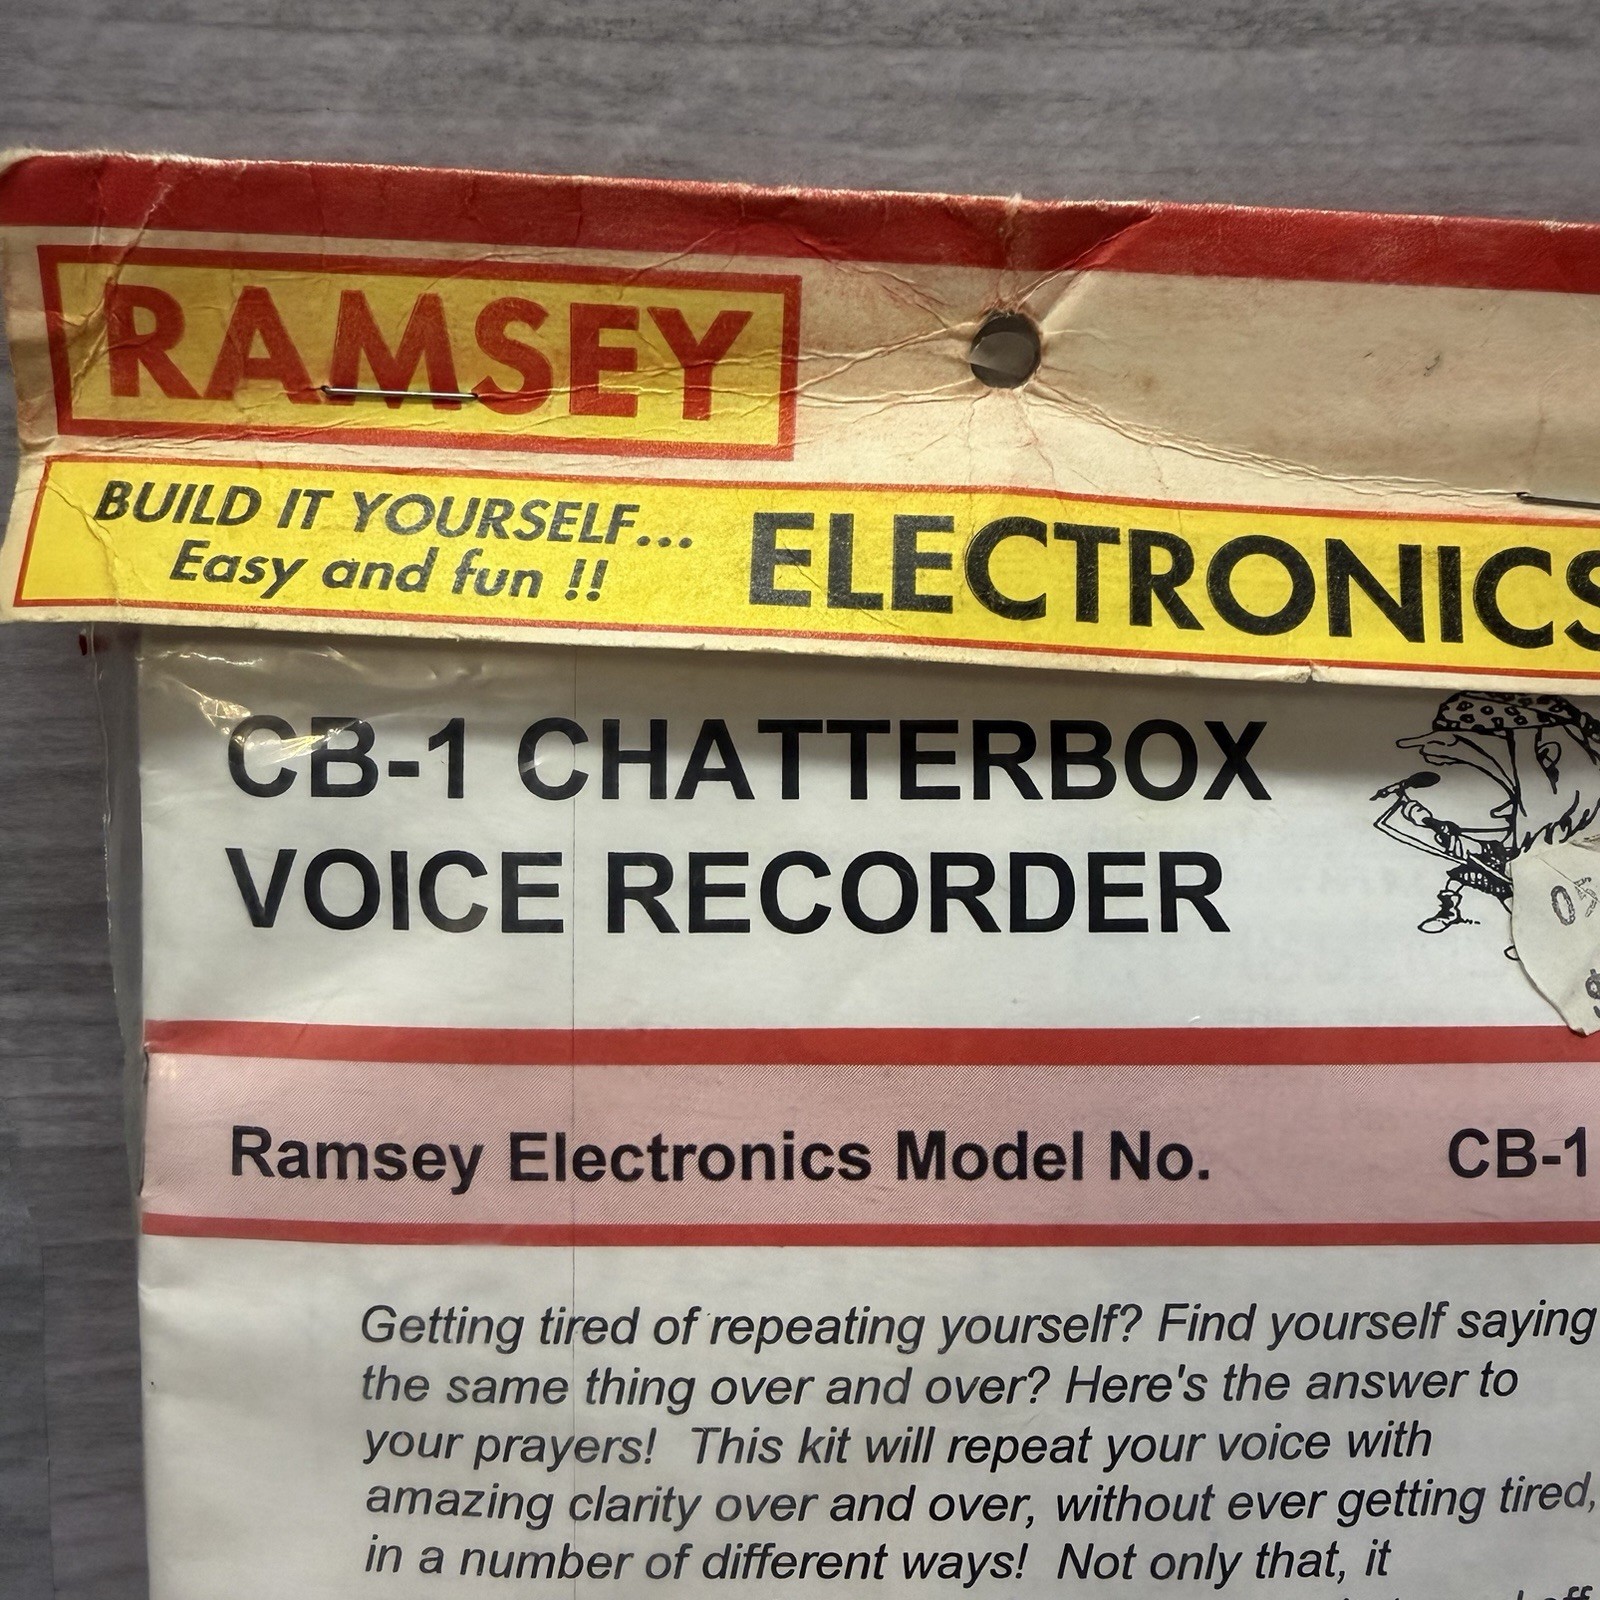 RAMSEY
BUILD IT YOURSELF...
Easy and fun !!
ELECTRONICS
CB-1 CHATTERBOX
VOICE RECORDER
05
$
Ramsey Electronics Model No. CB-1
Getting tired of repeating yourself? Find yourself saying
the same thing over and over? Here's the answer to
your prayers!  This kit will repeat your voice with
amazing clarity over and over, without ever getting tired,
in a number of different ways!  Not only that, it